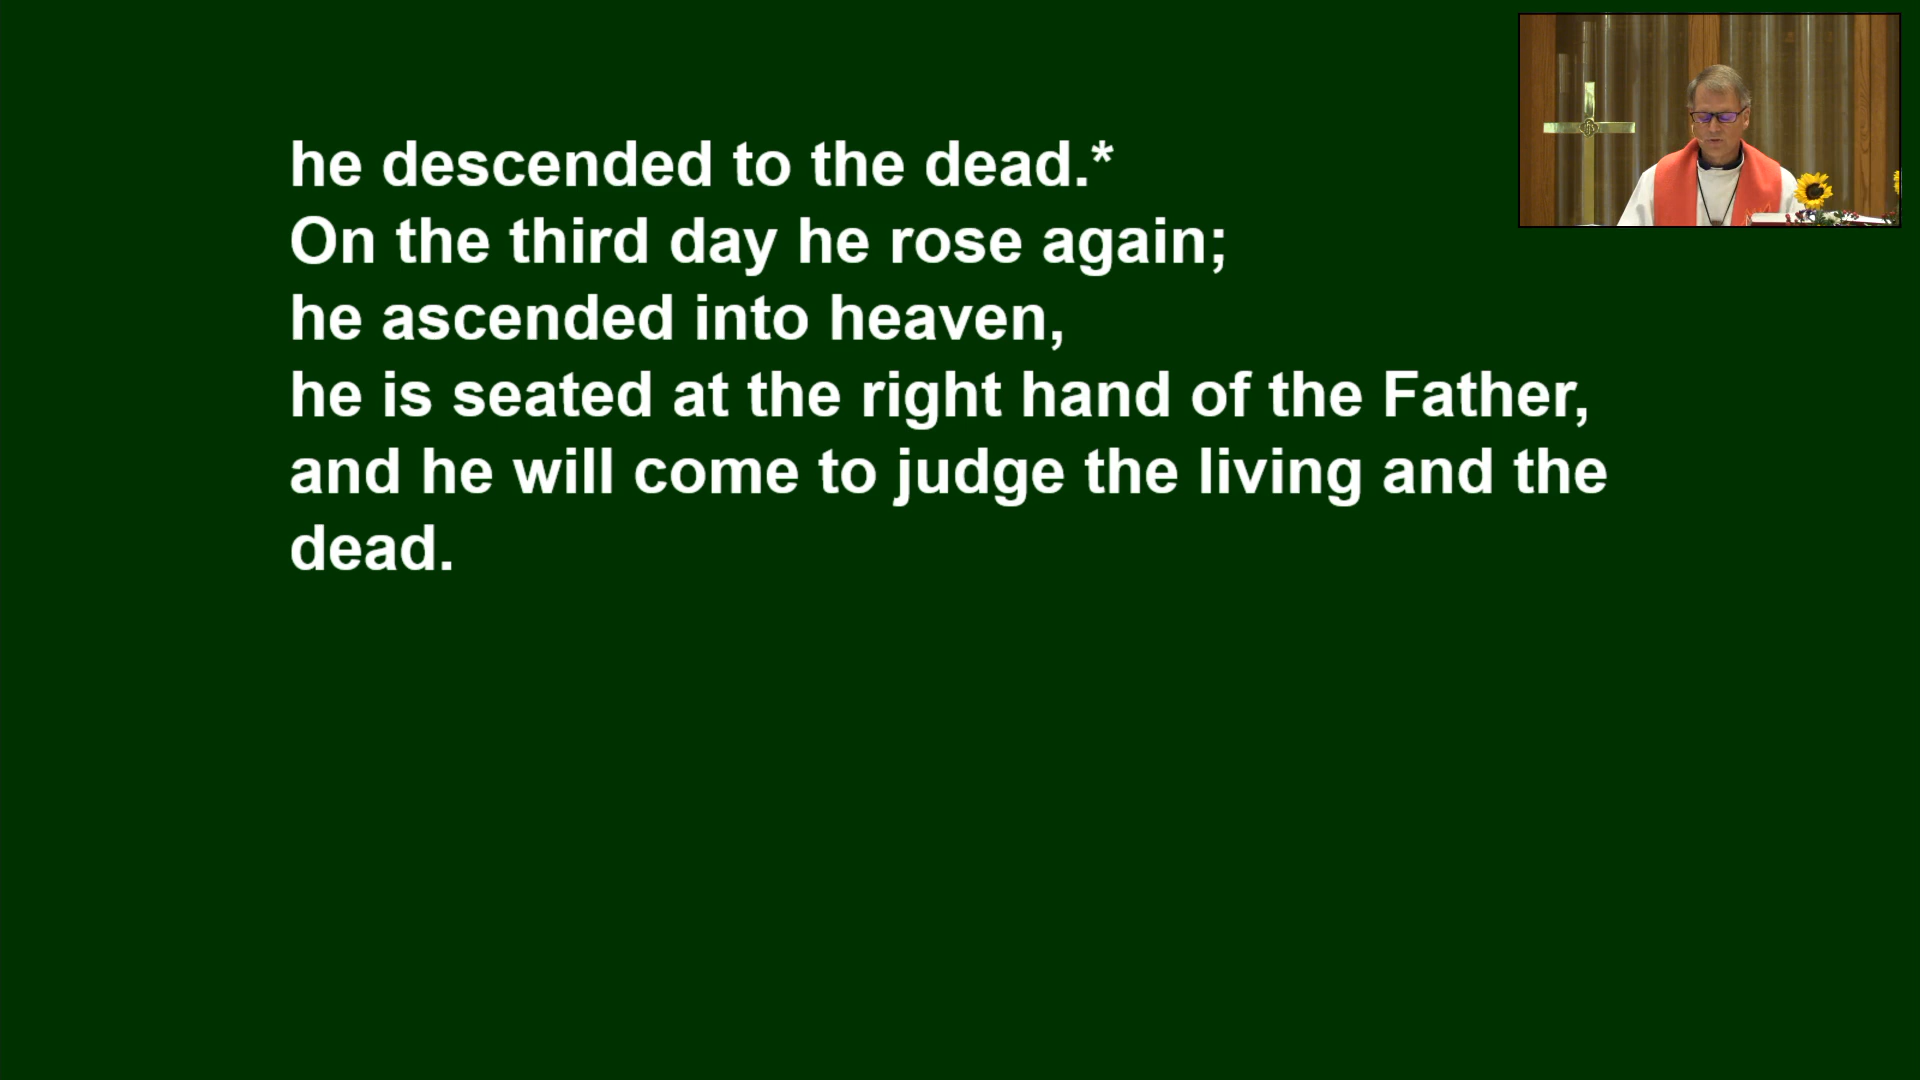 he descended to the dead.*
On the third day he rose again;
he ascended into heaven,
he is seated at the right hand of the Father,
and he will come to judge the living and the
dead.